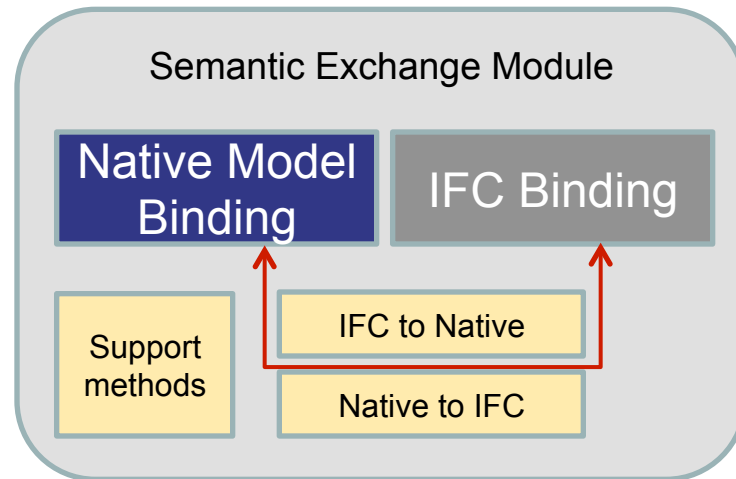 Semantic Exchange Module
Native Model
Binding
IFC Binding
Support
methods
IFC to Native
Native to IFC